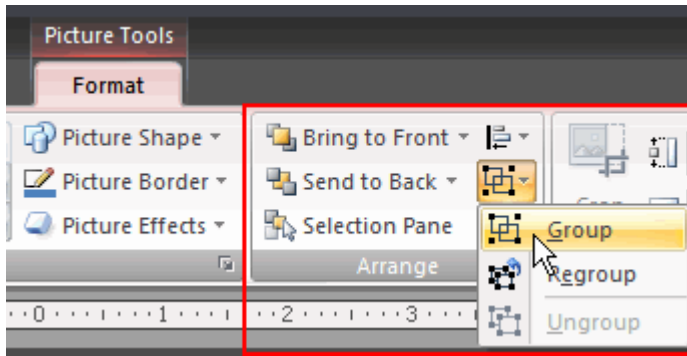 Picture Tools
Format
Picture Shape
Bring to Front
Picture Border
Send to Back
Picture Effects
Selection Pane
Group
Arrange
Regroup
0 1 2 3
Ungroup